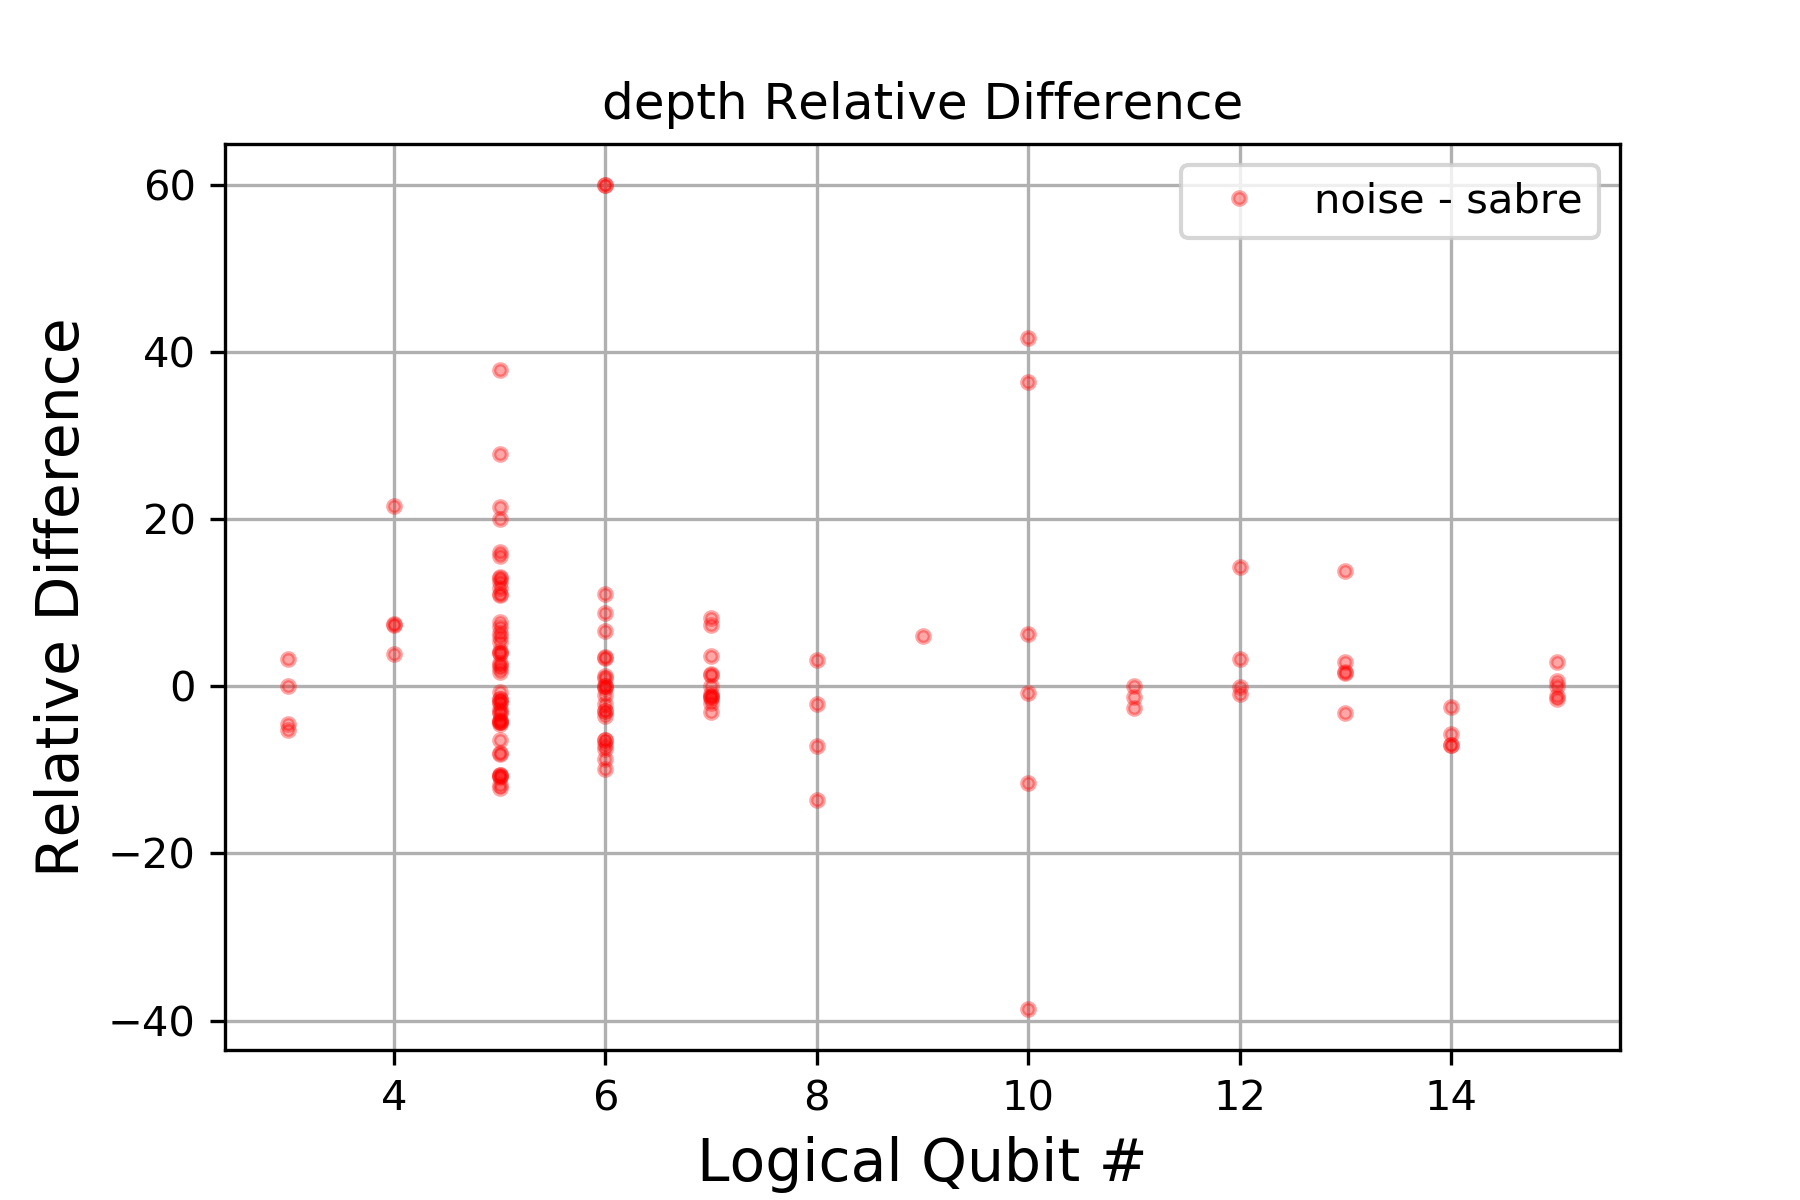 depth Relative Difference
noise - sabre
Relative Difference
60
40
20
0
−20
−40
4 6 8 10 12 14
Logical Qubit #